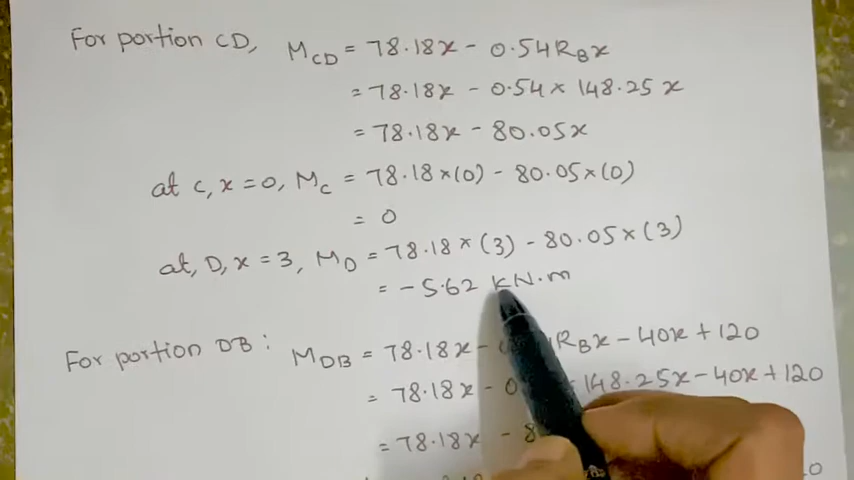 For portion CD, M_CD = 78.18x - 0.54R_Bx
= 78.18x - 0.54 × 148.25 x
= 78.18x - 80.05x
at C, x = 0, M_C = 78.18×(0) - 80.05×(0)
= 0
at, D, x = 3, M_D = 78.18×(3) - 80.05×(3)
= -5.62 KN.m
For portion DB: M_DB = 78.18x - R_Bx - 40x + 120
= 78.18x - 0 148.25x - 40x + 120
= 78.18x - 8